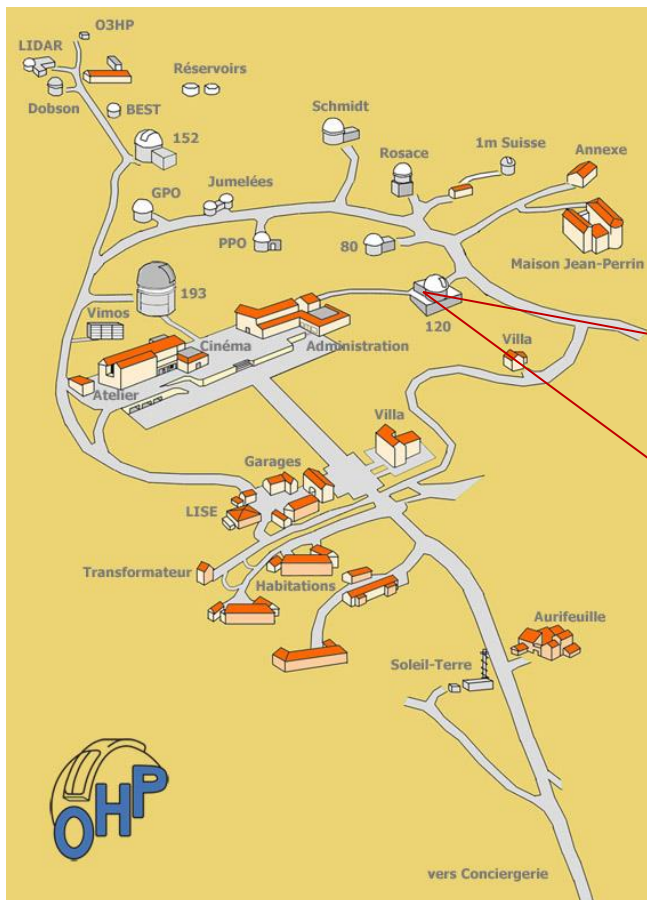 O3HP
LIDAR
Réservoirs
Dobson
BEST
Schmidt
152
Rosace
1m Suisse
Annexe
GPO
Jumelées
PPO
80
Maison Jean-Perrin
193
Vimos
120
Cinéma
Administration
Villa
Atelier
Villa
Garages
LISE
Transformateur
Habitations
Aurifeuille
Soleil-Terre
OHP
vers Conciergerie